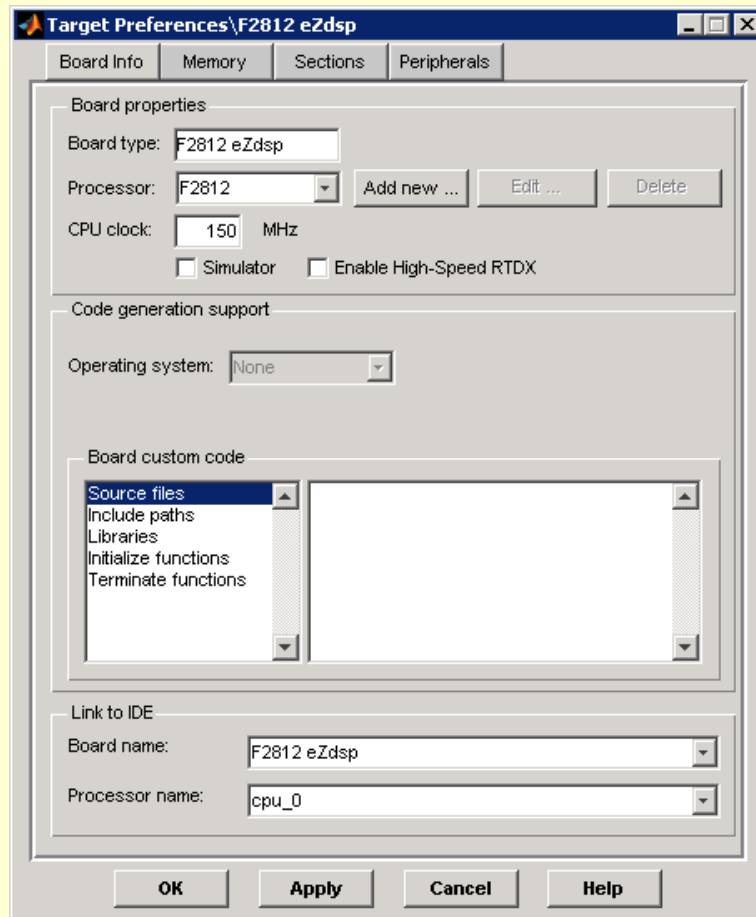 Target Preferences\F2812 eZdsp
Board Info Memory Sections Peripherals
Board properties
Board type: F2812 eZdsp
Processor: F2812 Add new ... Edit ... Delete
CPU clock: 150 MHz
Simulator Enable High-Speed RTDX
Code generation support
Operating system: None
Board custom code
Source files
Include paths
Libraries
Initialize functions
Terminate functions
Link to IDE
Board name: F2812 eZdsp
Processor name: cpu_0
OK Apply Cancel Help